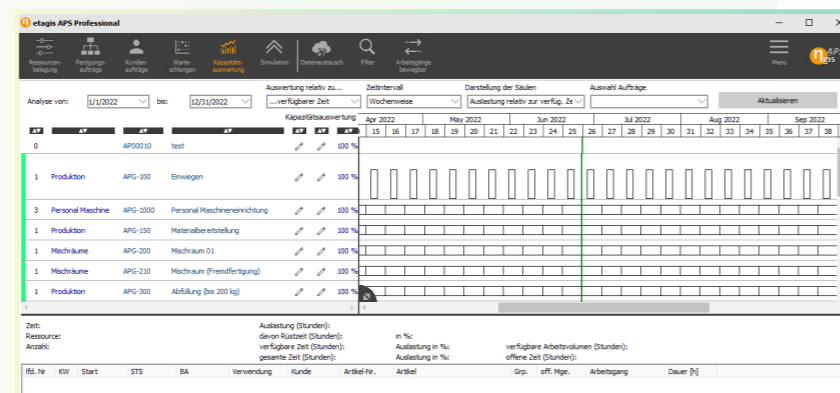 etagis APS Professional
Ressourcen-belegung Fertigungs-aufträge Kunden-aufträge Warte-schlangen Kapazitäts-auswertung Simulation Datenaustausch Filter Arbeitsgänge bewegbar Menü etagis APS
Auswertung relativ zu... Zeitintervall Darstellung der Säulen Auswahl Aufträge
Analyse von: 1/1/2022 bis: 12/31/2022 ...verfügbarer Zeit Wochenweise Auslastung relativ zur verfüg. Ze Aktualisieren
Kapazitätsauswertung Apr 2022 May 2022 Jun 2022 Jul 2022 Aug 2022 Sep 2022
15 16 17 18 19 20 21 22 23 24 25 26 27 28 29 30 31 32 33 34 35 36 37 38
0 AP00010 test 100 %
1 Produktion APG-100 Einwiegen 100 %
3 Personal Maschine APG-1000 Personal Maschineneinrichtung 100 %
1 Produktion APG-150 Materialbereitstellung 100 %
1 Mischräume APG-200 Mischraum 01 100 %
1 Mischräume APG-210 Mischraum (Fremdfertigung) 100 %
1 Produktion APG-300 Abfüllung (bis 200 kg) 100 %
Zeit: Auslastung (Stunden):
Ressource: davon Rüstzeit (Stunden): in %:
Anzahl: verfügbare Zeit (Stunden): Auslastung in %: verfügbare Arbeitsvolumen (Stunden):
gesamte Zeit (Stunden): Auslastung in %: offene Zeit (Stunden):
lfd. Nr KW Start STS BA Verwendung Kunde Artikel-Nr. Artikel Grp. off. Mge. Arbeitsgang Dauer [h]